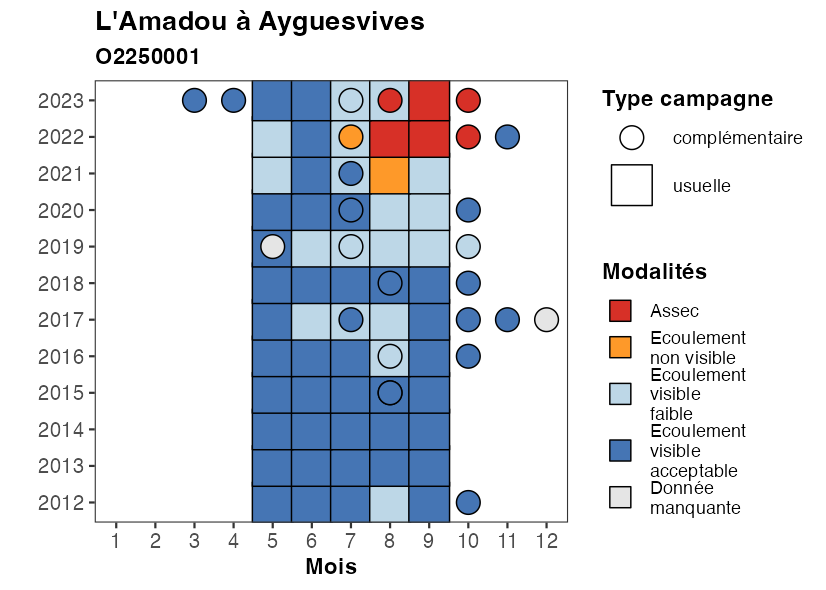 L'Amadou à Ayguesvives
O2250001
2023
2022
2021
2020
2019
2018
2017
2016
2015
2014
2013
2012
1 2 3 4 5 6 7 8 9 10 11 12
Mois
Type campagne
complémentaire
usuelle
Modalités
Assec
Ecoulement
non visible
Ecoulement
visible
faible
Ecoulement
visible
acceptable
Donnée
manquante